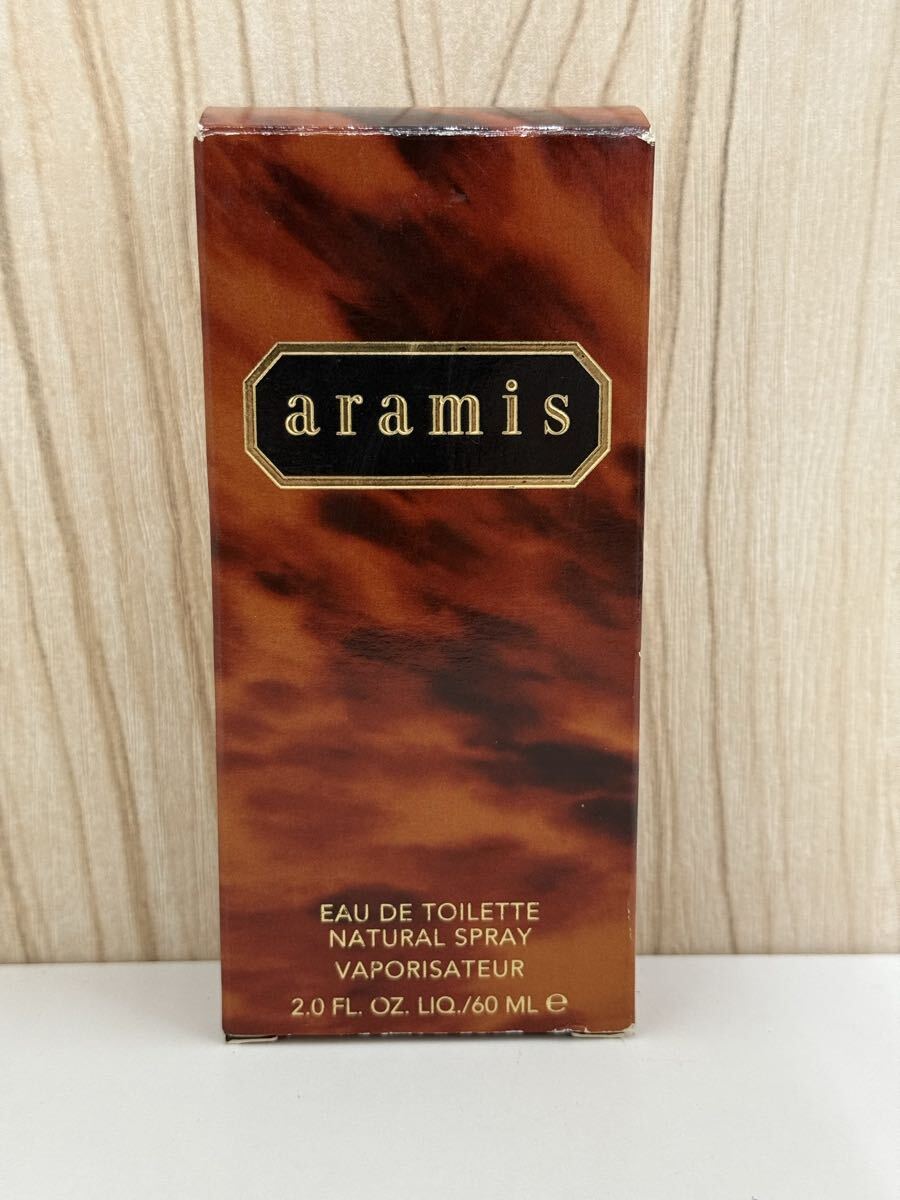 aramis
EAU DE TOILETTE
NATURAL SPRAY
VAPORISATEUR
2.0 FL. OZ. LIQ./60 ML ℮